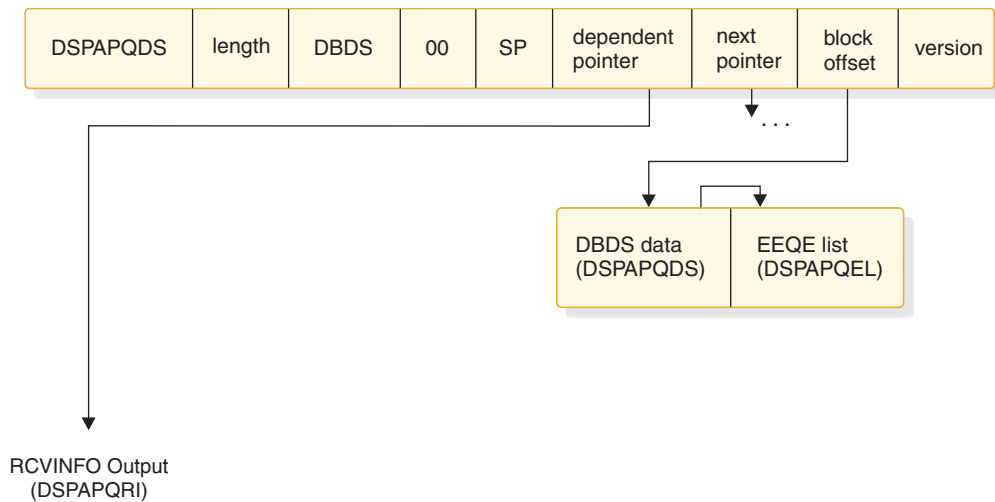 DSPAPQDS length DBDS 00 SP dependent pointer next pointer block offset version
. . .
DBDS data
(DSPAPQDS)
EEQE list
(DSPAPQEL)
RCVINFO Output
(DSPAPQRI)